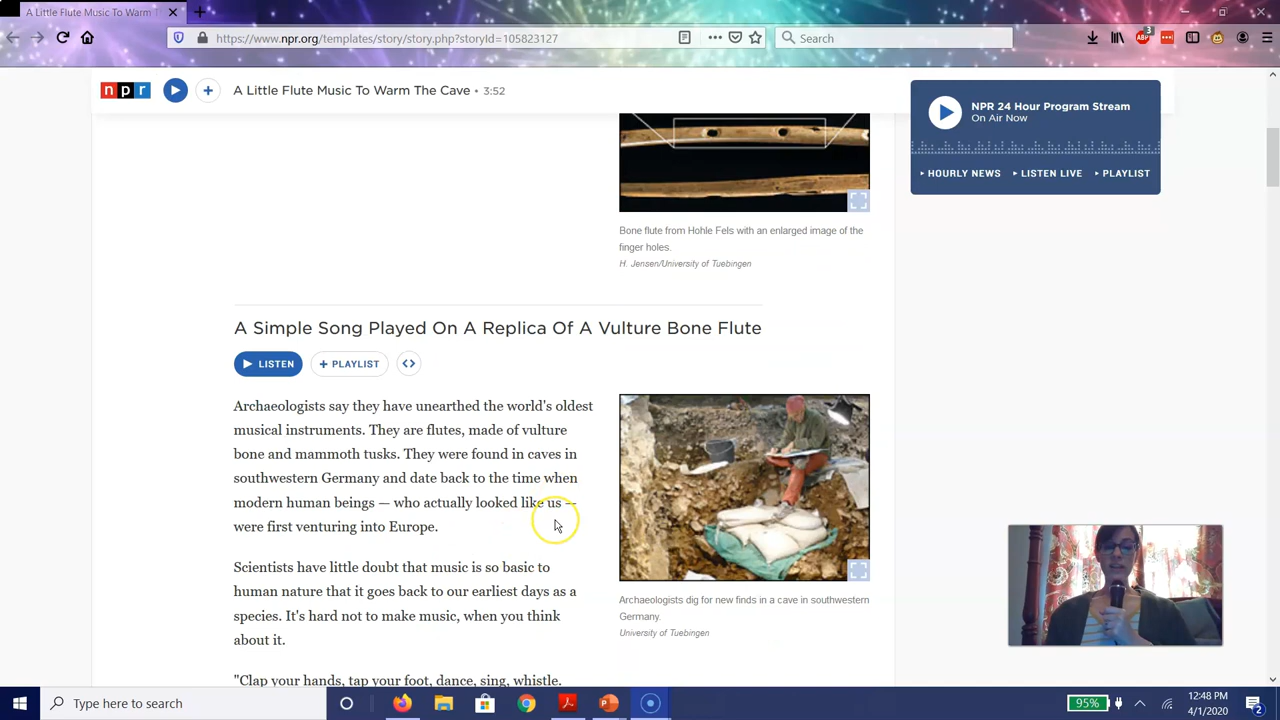 A Little Flute Music To Warm The
https://www.npr.org/templates/story/story.php?storyId=105823127
Search
3
npr
A Little Flute Music To Warm The Cave • 3:52
NPR 24 Hour Program Stream
On Air Now
HOURLY NEWS LISTEN LIVE PLAYLIST
Bone flute from Hohle Fels with an enlarged image of the
finger holes.
H. Jensen/University of Tuebingen
A Simple Song Played On A Replica Of A Vulture Bone Flute
LISTEN
+ PLAYLIST
Archaeologists say they have unearthed the world's oldest
musical instruments. They are flutes, made of vulture
bone and mammoth tusks. They were found in caves in
southwestern Germany and date back to the time when
modern human beings — who actually looked like us —
were first venturing into Europe.
Scientists have little doubt that music is so basic to
human nature that it goes back to our earliest days as a
species. It's hard not to make music, when you think
about it.
"Clap your hands, tap your foot, dance, sing, whistle.
Archaeologists dig for new finds in a cave in southwestern
Germany.
University of Tuebingen
Type here to search
95%
12:48 PM
4/1/2020
2